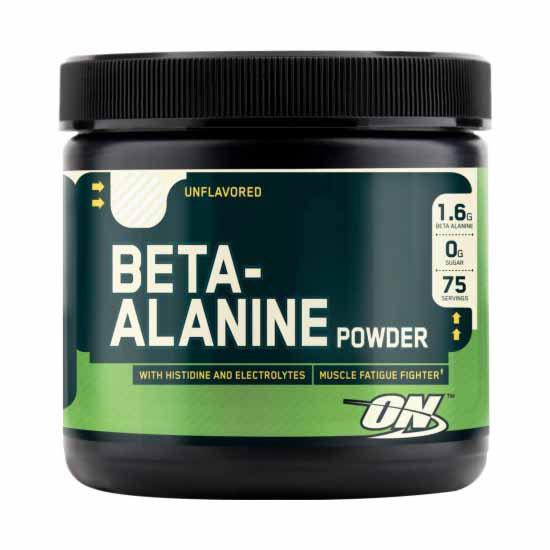 UNFLAVORED
1.6G
BETA ALANINE
0G
SUGAR
75
SERVINGS
BETA-
ALANINE POWDER
WITH HISTIDINE AND ELECTROLYTES | MUSCLE FATIGUE FIGHTER†
ON™